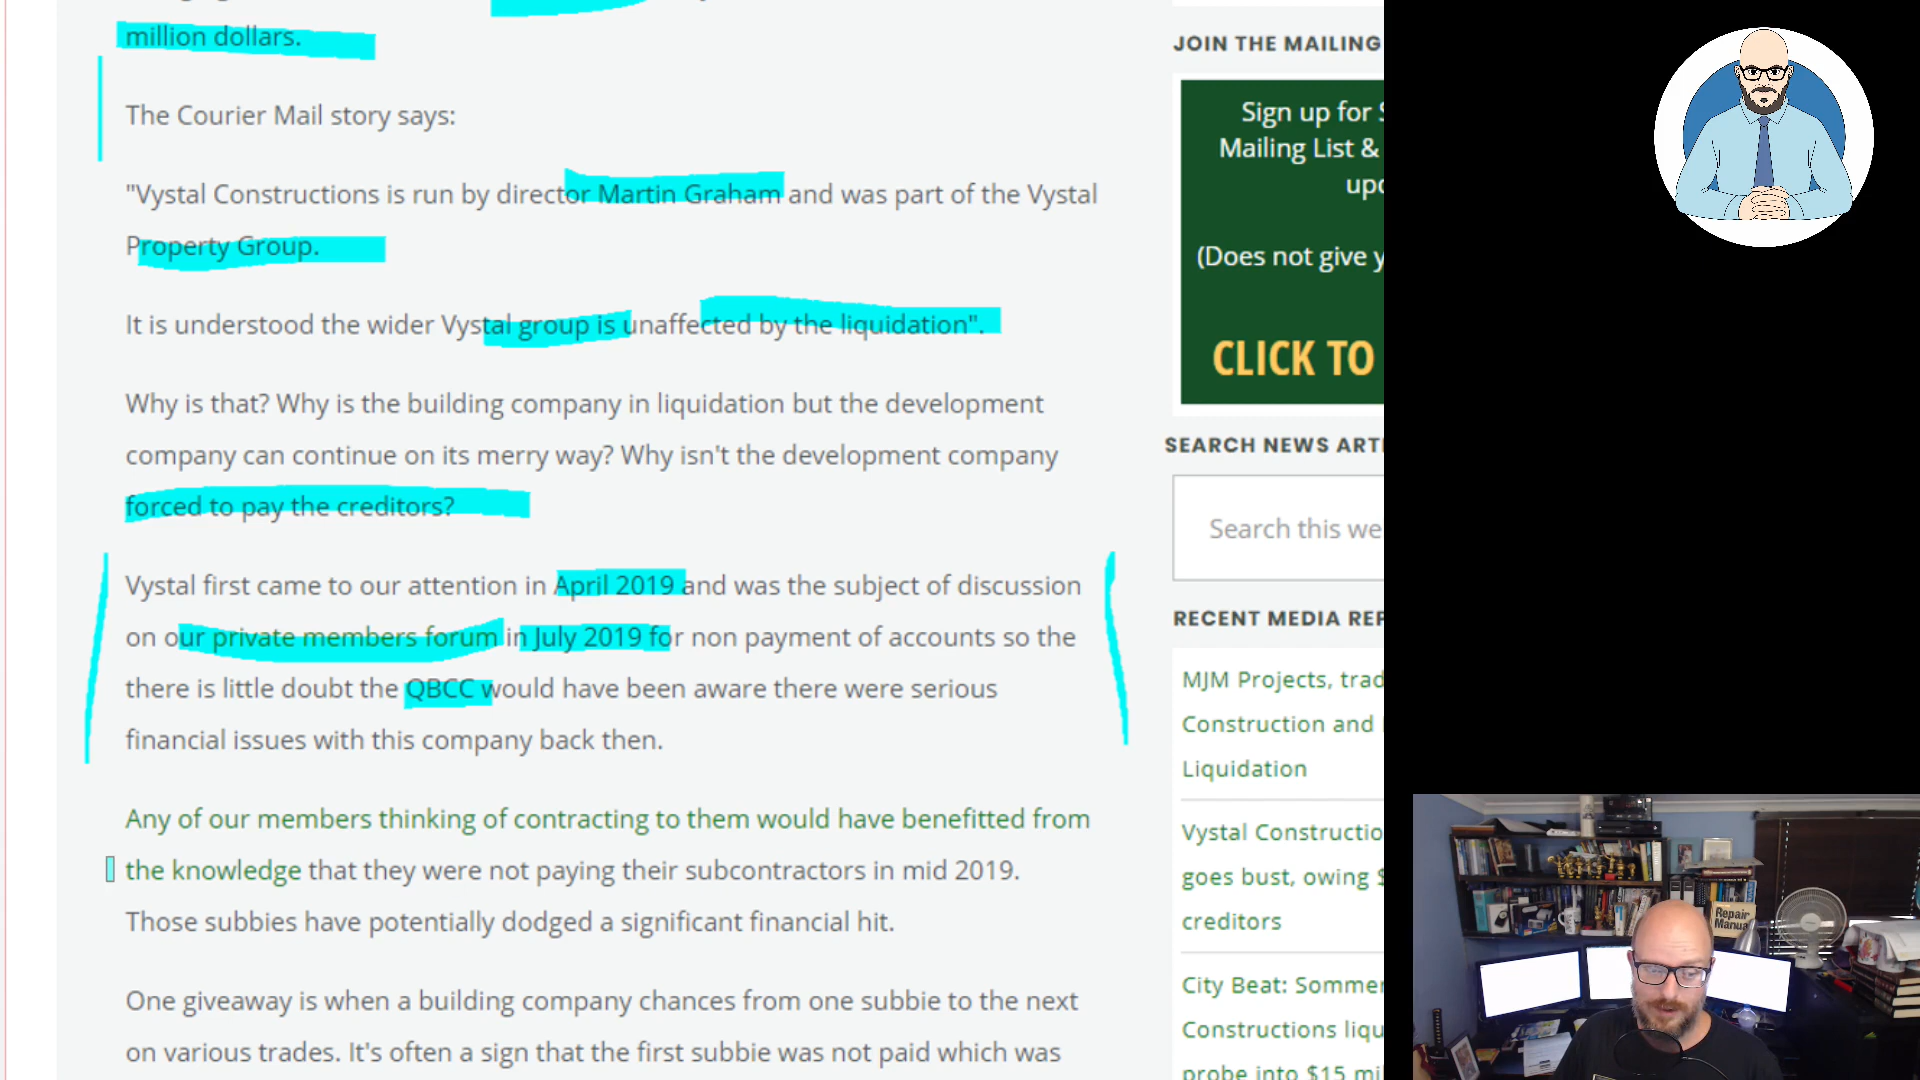 million dollars.
The Courier Mail story says:
"Vystal Constructions is run by director Martin Graham and was part of the Vystal
Property Group.
It is understood the wider Vystal group is unaffected by the liquidation".
Why is that? Why is the building company in liquidation but the development
company can continue on its merry way? Why isn't the development company
forced to pay the creditors?
Vystal first came to our attention in April 2019 and was the subject of discussion
on our private members forum in July 2019 for non payment of accounts so the
there is little doubt the QBCC would have been aware there were serious
financial issues with this company back then.
Any of our members thinking of contracting to them would have benefitted from
the knowledge that they were not paying their subcontractors in mid 2019.
Those subbies have potentially dodged a significant financial hit.
One giveaway is when a building company chances from one subbie to the next
on various trades. It's often a sign that the first subbie was not paid which was
JOIN THE MAILING
Sign up for
Mailing List &
(Does not give
CLICK TO
SEARCH NEWS
Search this
RECENT MEDIA
MJM Projects,
Construction and
Liquidation
Vystal
goes bust, owing
creditors
City Beat:
Constructions
probe into $15
Repair
Manual